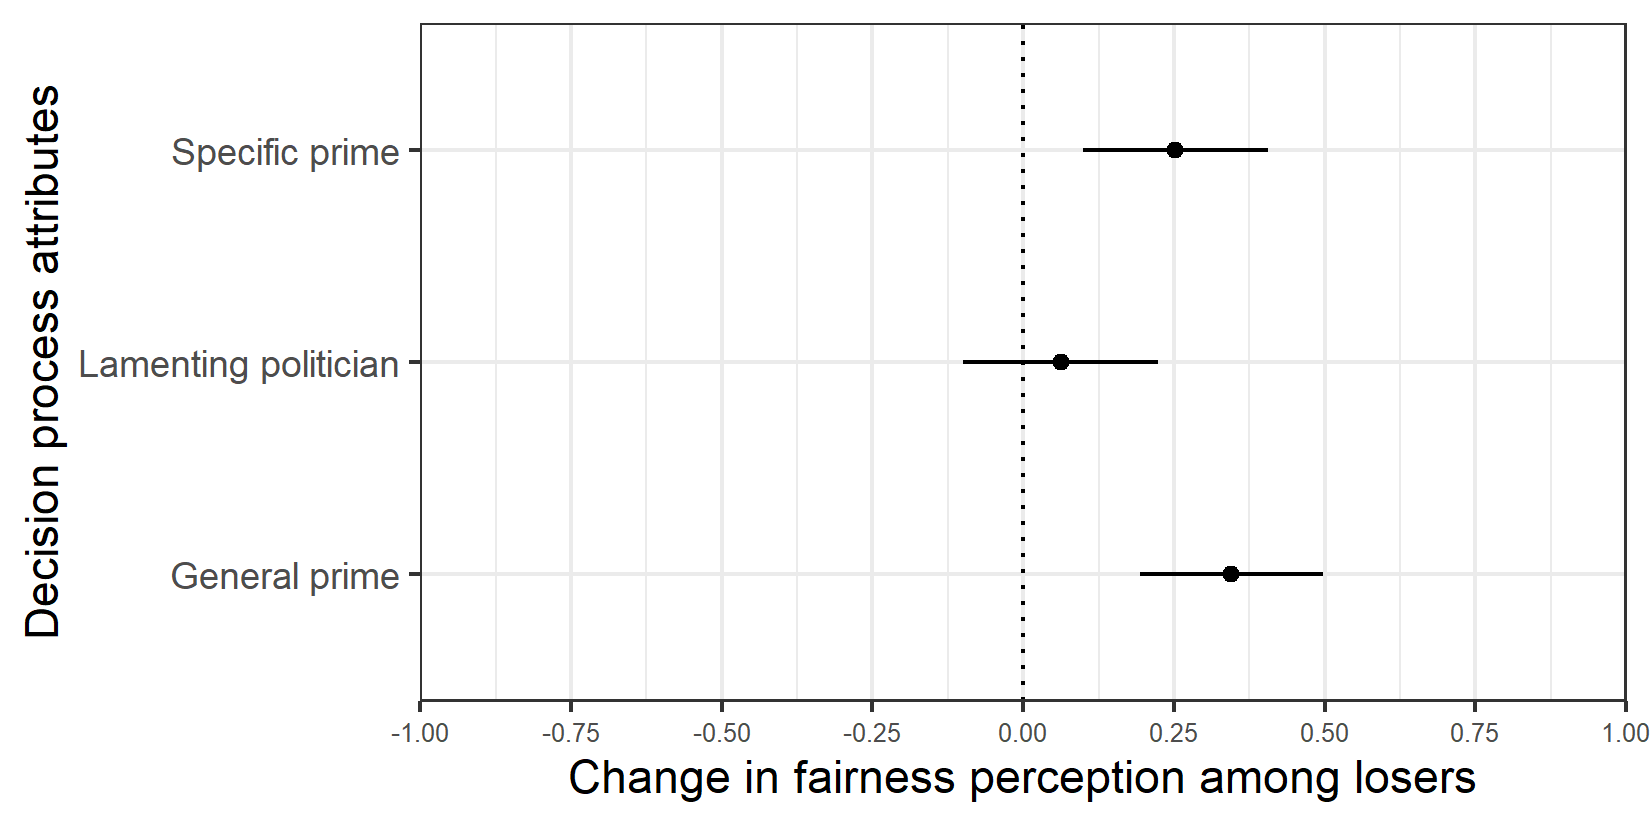 Decision process attributes
Specific prime
Lamenting politician
General prime
-1.00 -0.75 -0.50 -0.25 0.00 0.25 0.50 0.75 1.00
Change in fairness perception among losers